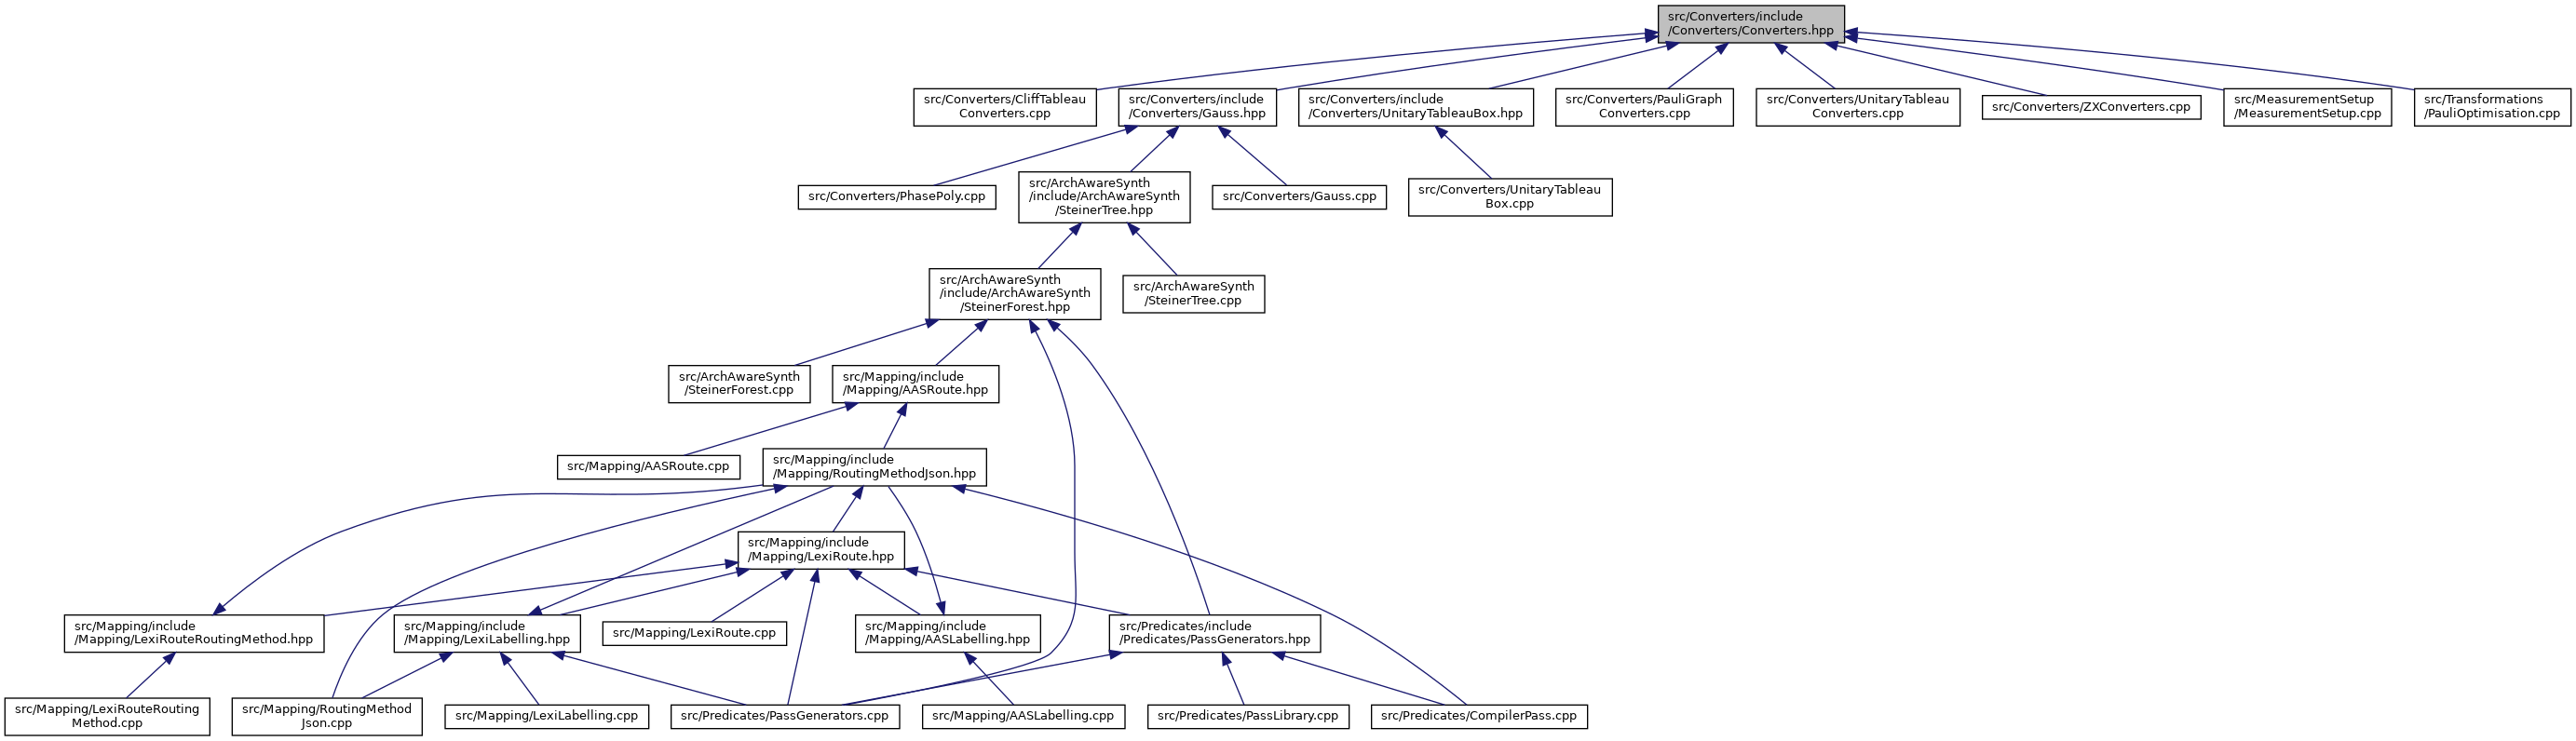 src/Converters/include
/Converters/Converters.hpp
src/Converters/CliffTableau
Converters.cpp
src/Converters/include
/Converters/Gauss.hpp
src/Converters/include
/Converters/UnitaryTableauBox.hpp
src/Converters/PauliGraph
Converters.cpp
src/Converters/UnitaryTableau
Converters.cpp
src/Converters/ZXConverters.cpp
src/MeasurementSetup
/MeasurementSetup.cpp
src/Transformations
/PauliOptimisation.cpp
src/Converters/PhasePoly.cpp
src/ArchAwareSynth
/include/ArchAwareSynth
/SteinerTree.hpp
src/Converters/Gauss.cpp
src/Converters/UnitaryTableau
Box.cpp
src/ArchAwareSynth
/include/ArchAwareSynth
/SteinerForest.hpp
src/ArchAwareSynth
/SteinerTree.cpp
src/ArchAwareSynth
/SteinerForest.cpp
src/Mapping/include
/Mapping/AASRoute.hpp
src/Mapping/AASRoute.cpp
src/Mapping/include
/Mapping/RoutingMethodJson.hpp
src/Mapping/include
/Mapping/LexiRoute.hpp
src/Mapping/include
/Mapping/LexiRouteRoutingMethod.hpp
src/Mapping/include
/Mapping/LexiLabelling.hpp
src/Mapping/LexiRoute.cpp
src/Mapping/include
/Mapping/AASLabelling.hpp
src/Predicates/include
/Predicates/PassGenerators.hpp
src/Mapping/LexiRouteRouting
Method.cpp
src/Mapping/RoutingMethod
Json.cpp
src/Mapping/LexiLabelling.cpp
src/Predicates/PassGenerators.cpp
src/Mapping/AASLabelling.cpp
src/Predicates/PassLibrary.cpp
src/Predicates/CompilerPass.cpp